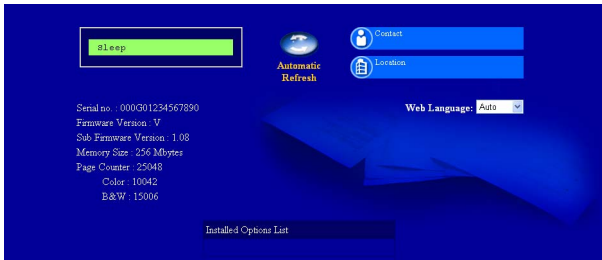 Sleep
Automatic
Refresh
Contact
Location
Serial no. : 000G01234567890
Firmware Version : V
Sub Firmware Version : 1.08
Memory Size : 256 Mbytes
Page Counter : 25048
Color : 10042
B&W : 15006
Web Language: Auto
Installed Options List